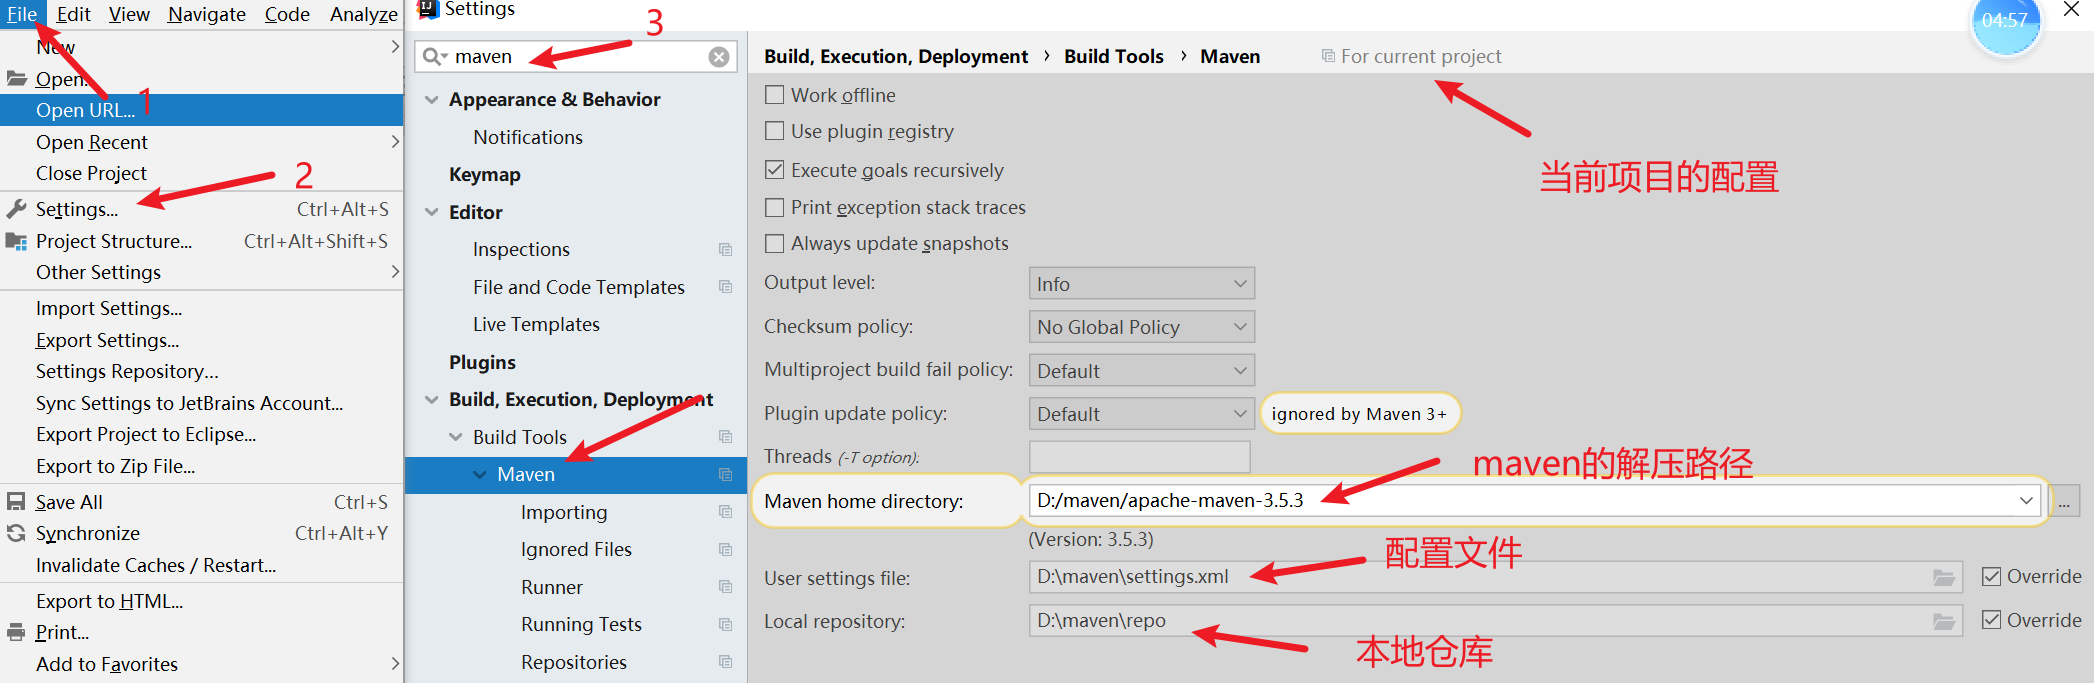 File Edit View Navigate Code Analyze
New
Open...
Open URL...
Open Recent
Close Project
Settings... Ctrl+Alt+S
Project Structure... Ctrl+Alt+Shift+S
Other Settings
Import Settings...
Export Settings...
Settings Repository...
Sync Settings to JetBrains Account...
Export Project to Eclipse...
Export to Zip File...
Save All Ctrl+S
Synchronize Ctrl+Alt+Y
Invalidate Caches / Restart...
Export to HTML...
Print...
Add to Favorites
1
2
3
IJ Settings
maven
Appearance & Behavior
Notifications
Keymap
Editor
Inspections
File and Code Templates
Live Templates
Plugins
Build, Execution, Deployment
Build Tools
Maven
Importing
Ignored Files
Runner
Running Tests
Repositories
04:57
Build, Execution, Deployment › Build Tools › Maven For current project
当前项目的配置
Work offline
Use plugin registry
Execute goals recursively
Print exception stack traces
Always update snapshots
Output level: Info
Checksum policy: No Global Policy
Multiproject build fail policy: Default
Plugin update policy: Default ignored by Maven 3+
Threads (-T option):
maven的解压路径
Maven home directory: D:/maven/apache-maven-3.5.3 ...
(Version: 3.5.3)
配置文件
User settings file: D:\maven\settings.xml Override
Local repository: D:\maven\repo Override
本地仓库